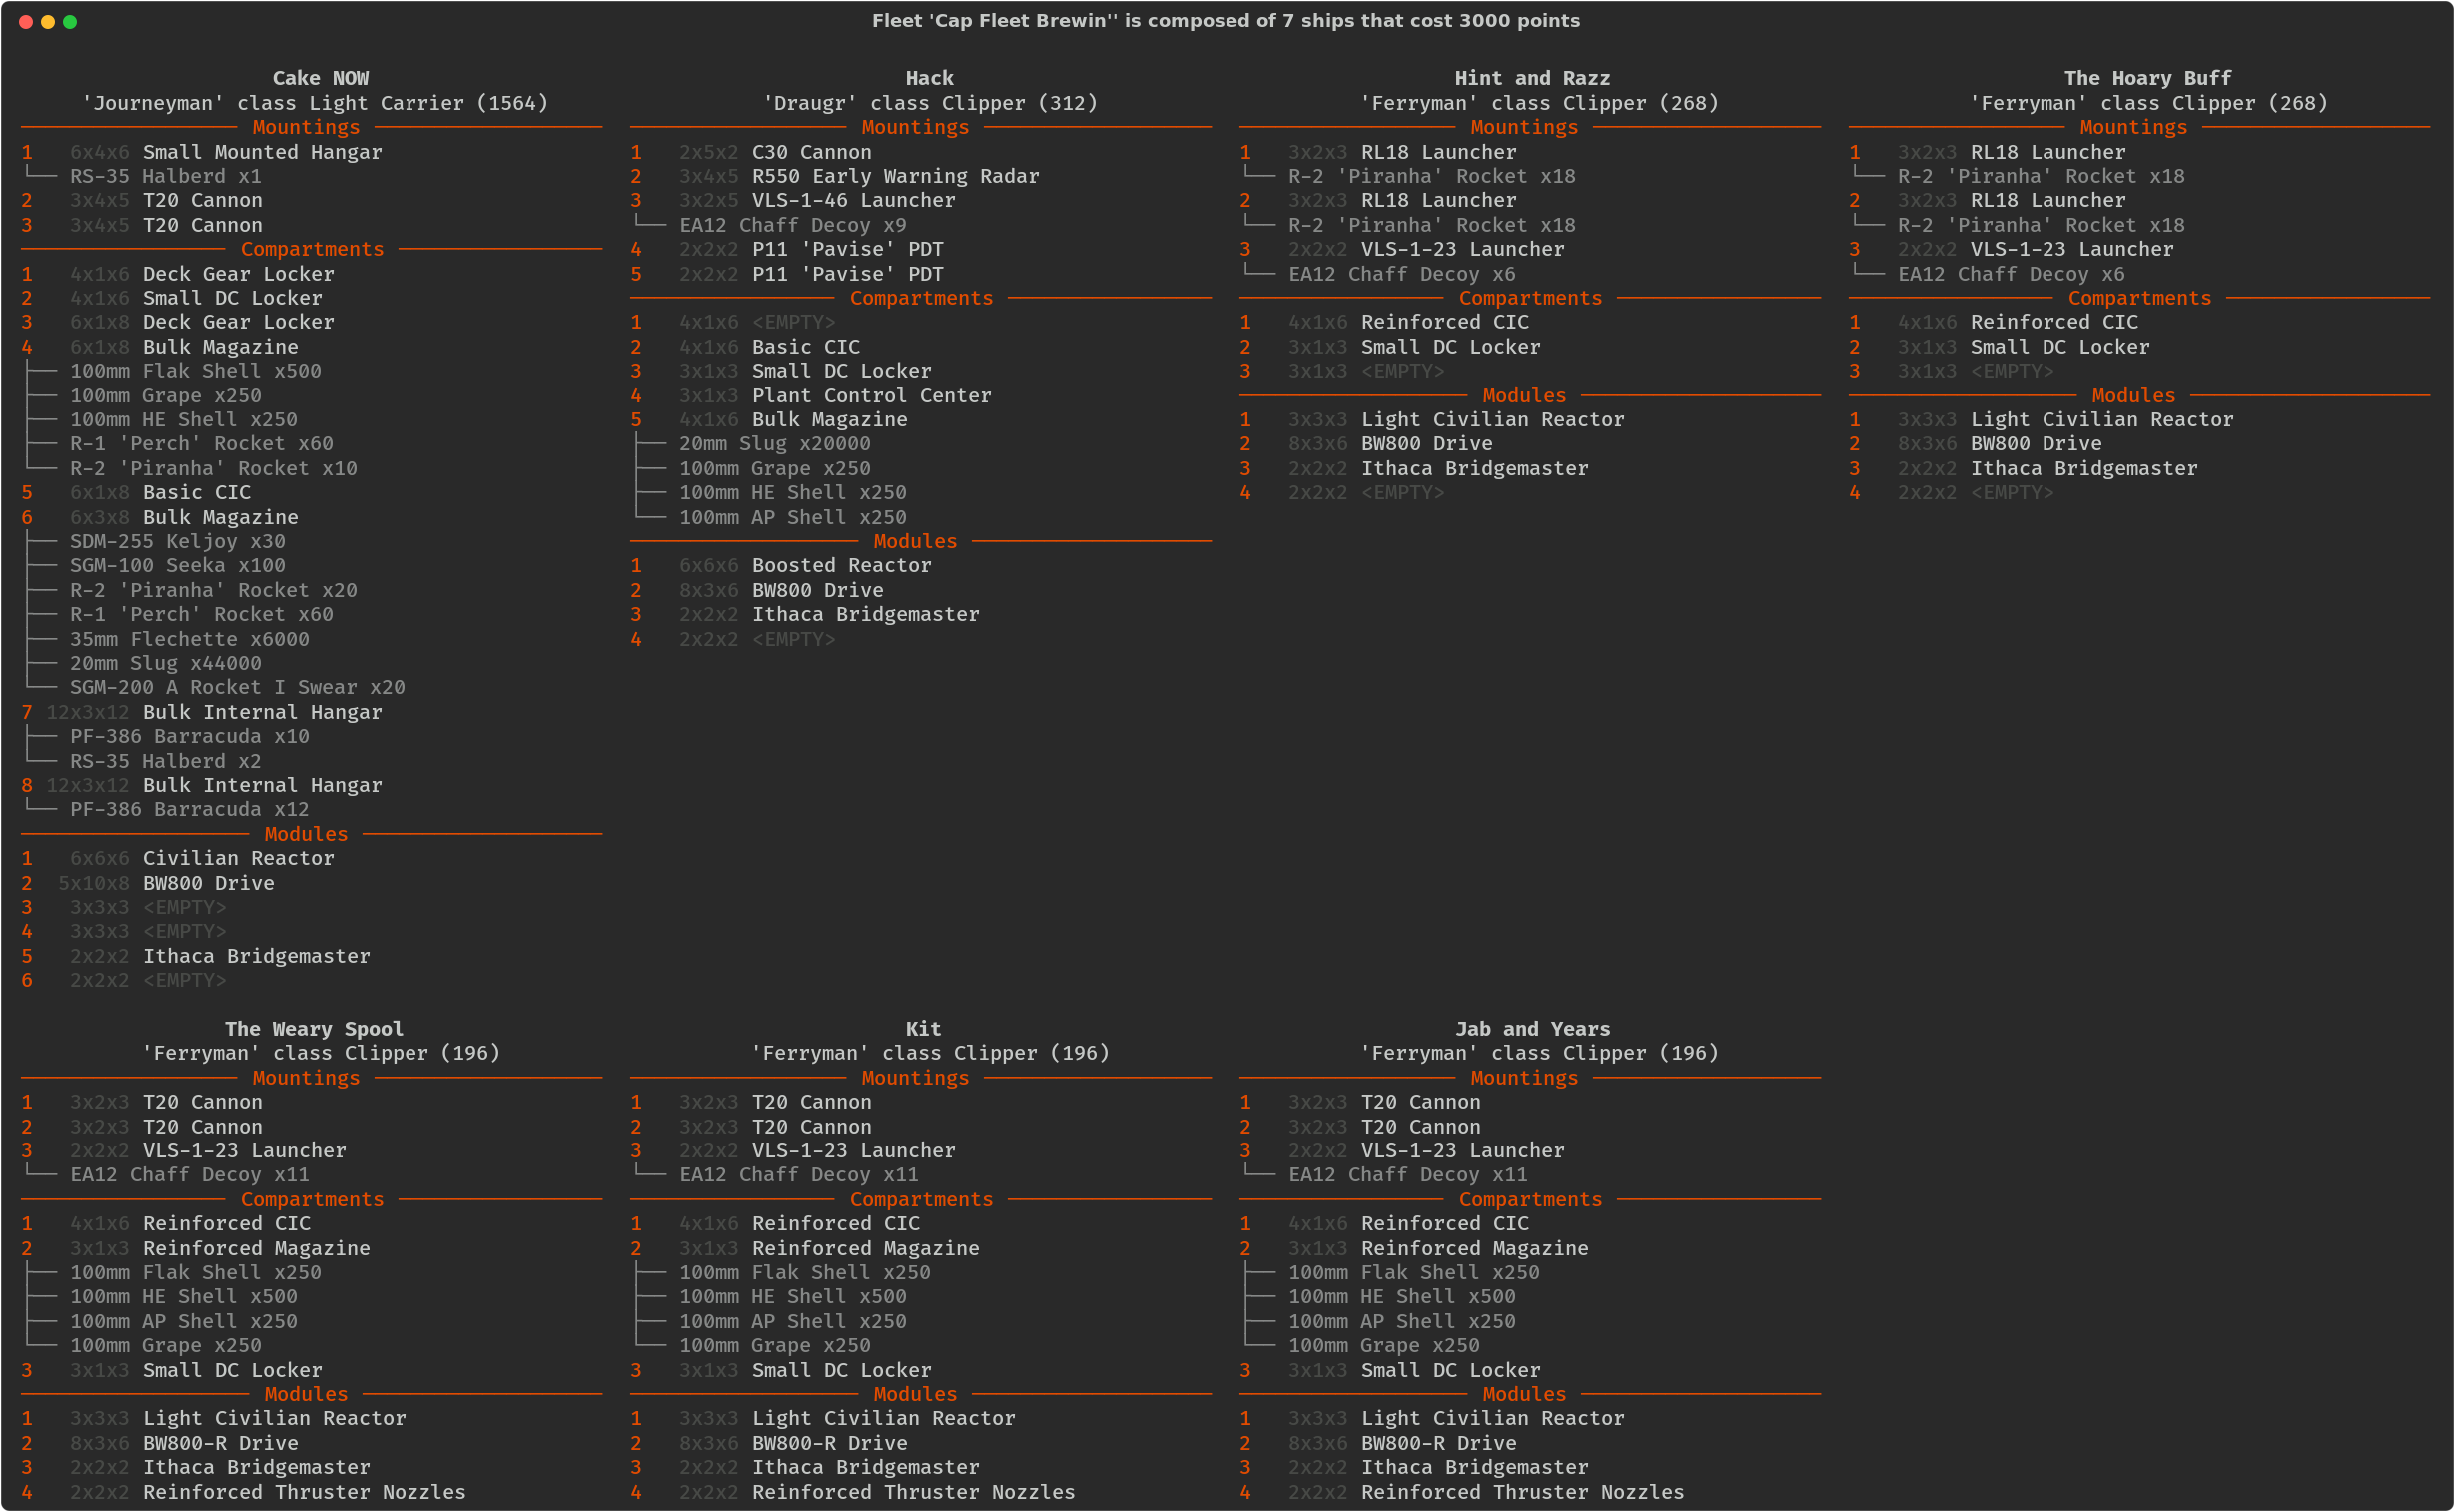 Fleet 'Cap Fleet Brewin'' is composed of 7 ships that cost 3000 points
Cake NOW
'Journeyman' class Light Carrier (1564)
Mountings
1 6x4x6 Small Mounted Hangar
RS-35 Halberd x1
2 3x4x5 T20 Cannon
3 3x4x5 T20 Cannon
Compartments
1 4x1x6 Deck Gear Locker
2 4x1x6 Small DC Locker
3 6x1x8 Deck Gear Locker
4 6x1x8 Bulk Magazine
100mm Flak Shell x500
100mm Grape x250
100mm HE Shell x250
R-1 'Perch' Rocket x60
R-2 'Piranha' Rocket x10
5 6x1x8 Basic CIC
6 6x3x8 Bulk Magazine
SDM-255 Keljoy x30
SGM-100 Seeka x100
R-2 'Piranha' Rocket x20
R-1 'Perch' Rocket x60
35mm Flechette x6000
20mm Slug x44000
SGM-200 A Rocket I Swear x20
7 12x3x12 Bulk Internal Hangar
PF-386 Barracuda x10
RS-35 Halberd x2
8 12x3x12 Bulk Internal Hangar
PF-386 Barracuda x12
Modules
1 6x6x6 Civilian Reactor
2 5x10x8 BW800 Drive
3 3x3x3 <EMPTY>
4 3x3x3 <EMPTY>
5 2x2x2 Ithaca Bridgemaster
6 2x2x2 <EMPTY>
Hack
'Draugr' class Clipper (312)
Mountings
1 2x5x2 C30 Cannon
2 3x4x5 R550 Early Warning Radar
3 3x2x5 VLS-1-46 Launcher
EA12 Chaff Decoy x9
4 2x2x2 P11 'Pavise' PDT
5 2x2x2 P11 'Pavise' PDT
Compartments
1 4x1x6 <EMPTY>
2 4x1x6 Basic CIC
3 3x1x3 Small DC Locker
4 3x1x3 Plant Control Center
5 4x1x6 Bulk Magazine
20mm Slug x20000
100mm Grape x250
100mm HE Shell x250
100mm AP Shell x250
Modules
1 6x6x6 Boosted Reactor
2 8x3x6 BW800 Drive
3 2x2x2 Ithaca Bridgemaster
4 2x2x2 <EMPTY>
Hint and Razz
'Ferryman' class Clipper (268)
Mountings
1 3x2x3 RL18 Launcher
R-2 'Piranha' Rocket x18
2 3x2x3 RL18 Launcher
R-2 'Piranha' Rocket x18
3 2x2x2 VLS-1-23 Launcher
EA12 Chaff Decoy x6
Compartments
1 4x1x6 Reinforced CIC
2 3x1x3 Small DC Locker
3 3x1x3 <EMPTY>
Modules
1 3x3x3 Light Civilian Reactor
2 8x3x6 BW800 Drive
3 2x2x2 Ithaca Bridgemaster
4 2x2x2 <EMPTY>
The Hoary Buff
'Ferryman' class Clipper (268)
Mountings
1 3x2x3 RL18 Launcher
R-2 'Piranha' Rocket x18
2 3x2x3 RL18 Launcher
R-2 'Piranha' Rocket x18
3 2x2x2 VLS-1-23 Launcher
EA12 Chaff Decoy x6
Compartments
1 4x1x6 Reinforced CIC
2 3x1x3 Small DC Locker
3 3x1x3 <EMPTY>
Modules
1 3x3x3 Light Civilian Reactor
2 8x3x6 BW800 Drive
3 2x2x2 Ithaca Bridgemaster
4 2x2x2 <EMPTY>
The Weary Spool
'Ferryman' class Clipper (196)
Mountings
1 3x2x3 T20 Cannon
2 3x2x3 T20 Cannon
3 2x2x2 VLS-1-23 Launcher
EA12 Chaff Decoy x11
Compartments
1 4x1x6 Reinforced CIC
2 3x1x3 Reinforced Magazine
100mm Flak Shell x250
100mm HE Shell x500
100mm AP Shell x250
100mm Grape x250
3 3x1x3 Small DC Locker
Modules
1 3x3x3 Light Civilian Reactor
2 8x3x6 BW800-R Drive
3 2x2x2 Ithaca Bridgemaster
4 2x2x2 Reinforced Thruster Nozzles
Kit
'Ferryman' class Clipper (196)
Mountings
1 3x2x3 T20 Cannon
2 3x2x3 T20 Cannon
3 2x2x2 VLS-1-23 Launcher
EA12 Chaff Decoy x11
Compartments
1 4x1x6 Reinforced CIC
2 3x1x3 Reinforced Magazine
100mm Flak Shell x250
100mm HE Shell x500
100mm AP Shell x250
100mm Grape x250
3 3x1x3 Small DC Locker
Modules
1 3x3x3 Light Civilian Reactor
2 8x3x6 BW800-R Drive
3 2x2x2 Ithaca Bridgemaster
4 2x2x2 Reinforced Thruster Nozzles
Jab and Years
'Ferryman' class Clipper (196)
Mountings
1 3x2x3 T20 Cannon
2 3x2x3 T20 Cannon
3 2x2x2 VLS-1-23 Launcher
EA12 Chaff Decoy x11
Compartments
1 4x1x6 Reinforced CIC
2 3x1x3 Reinforced Magazine
100mm Flak Shell x250
100mm HE Shell x500
100mm AP Shell x250
100mm Grape x250
3 3x1x3 Small DC Locker
Modules
1 3x3x3 Light Civilian Reactor
2 8x3x6 BW800-R Drive
3 2x2x2 Ithaca Bridgemaster
4 2x2x2 Reinforced Thruster Nozzles